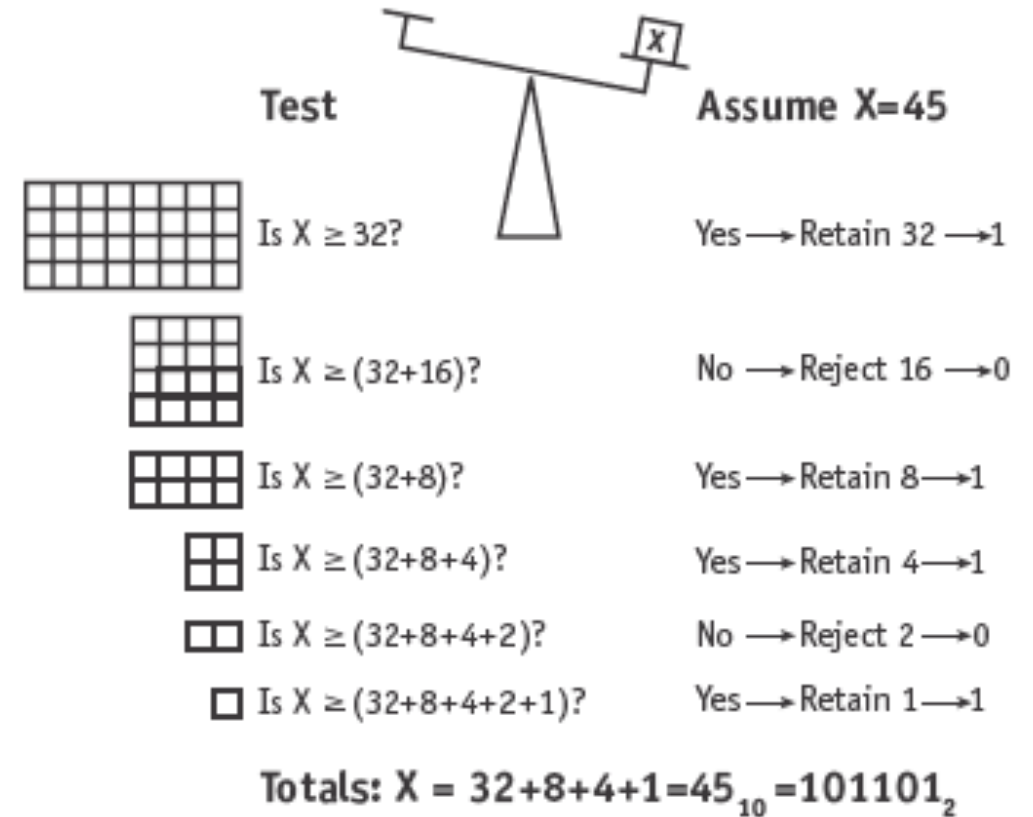 X
Test Assume X=45
Is X ≥ 32? Yes→Retain 32→1
Is X ≥ (32+16)? No→Reject 16→0
Is X ≥ (32+8)? Yes→Retain 8→1
Is X ≥ (32+8+4)? Yes→Retain 4→1
Is X ≥ (32+8+4+2)? No→Reject 2→0
Is X ≥ (32+8+4+2+1)? Yes→Retain 1→1
Totals: X = 32+8+4+1=45₁₀ =101101₂